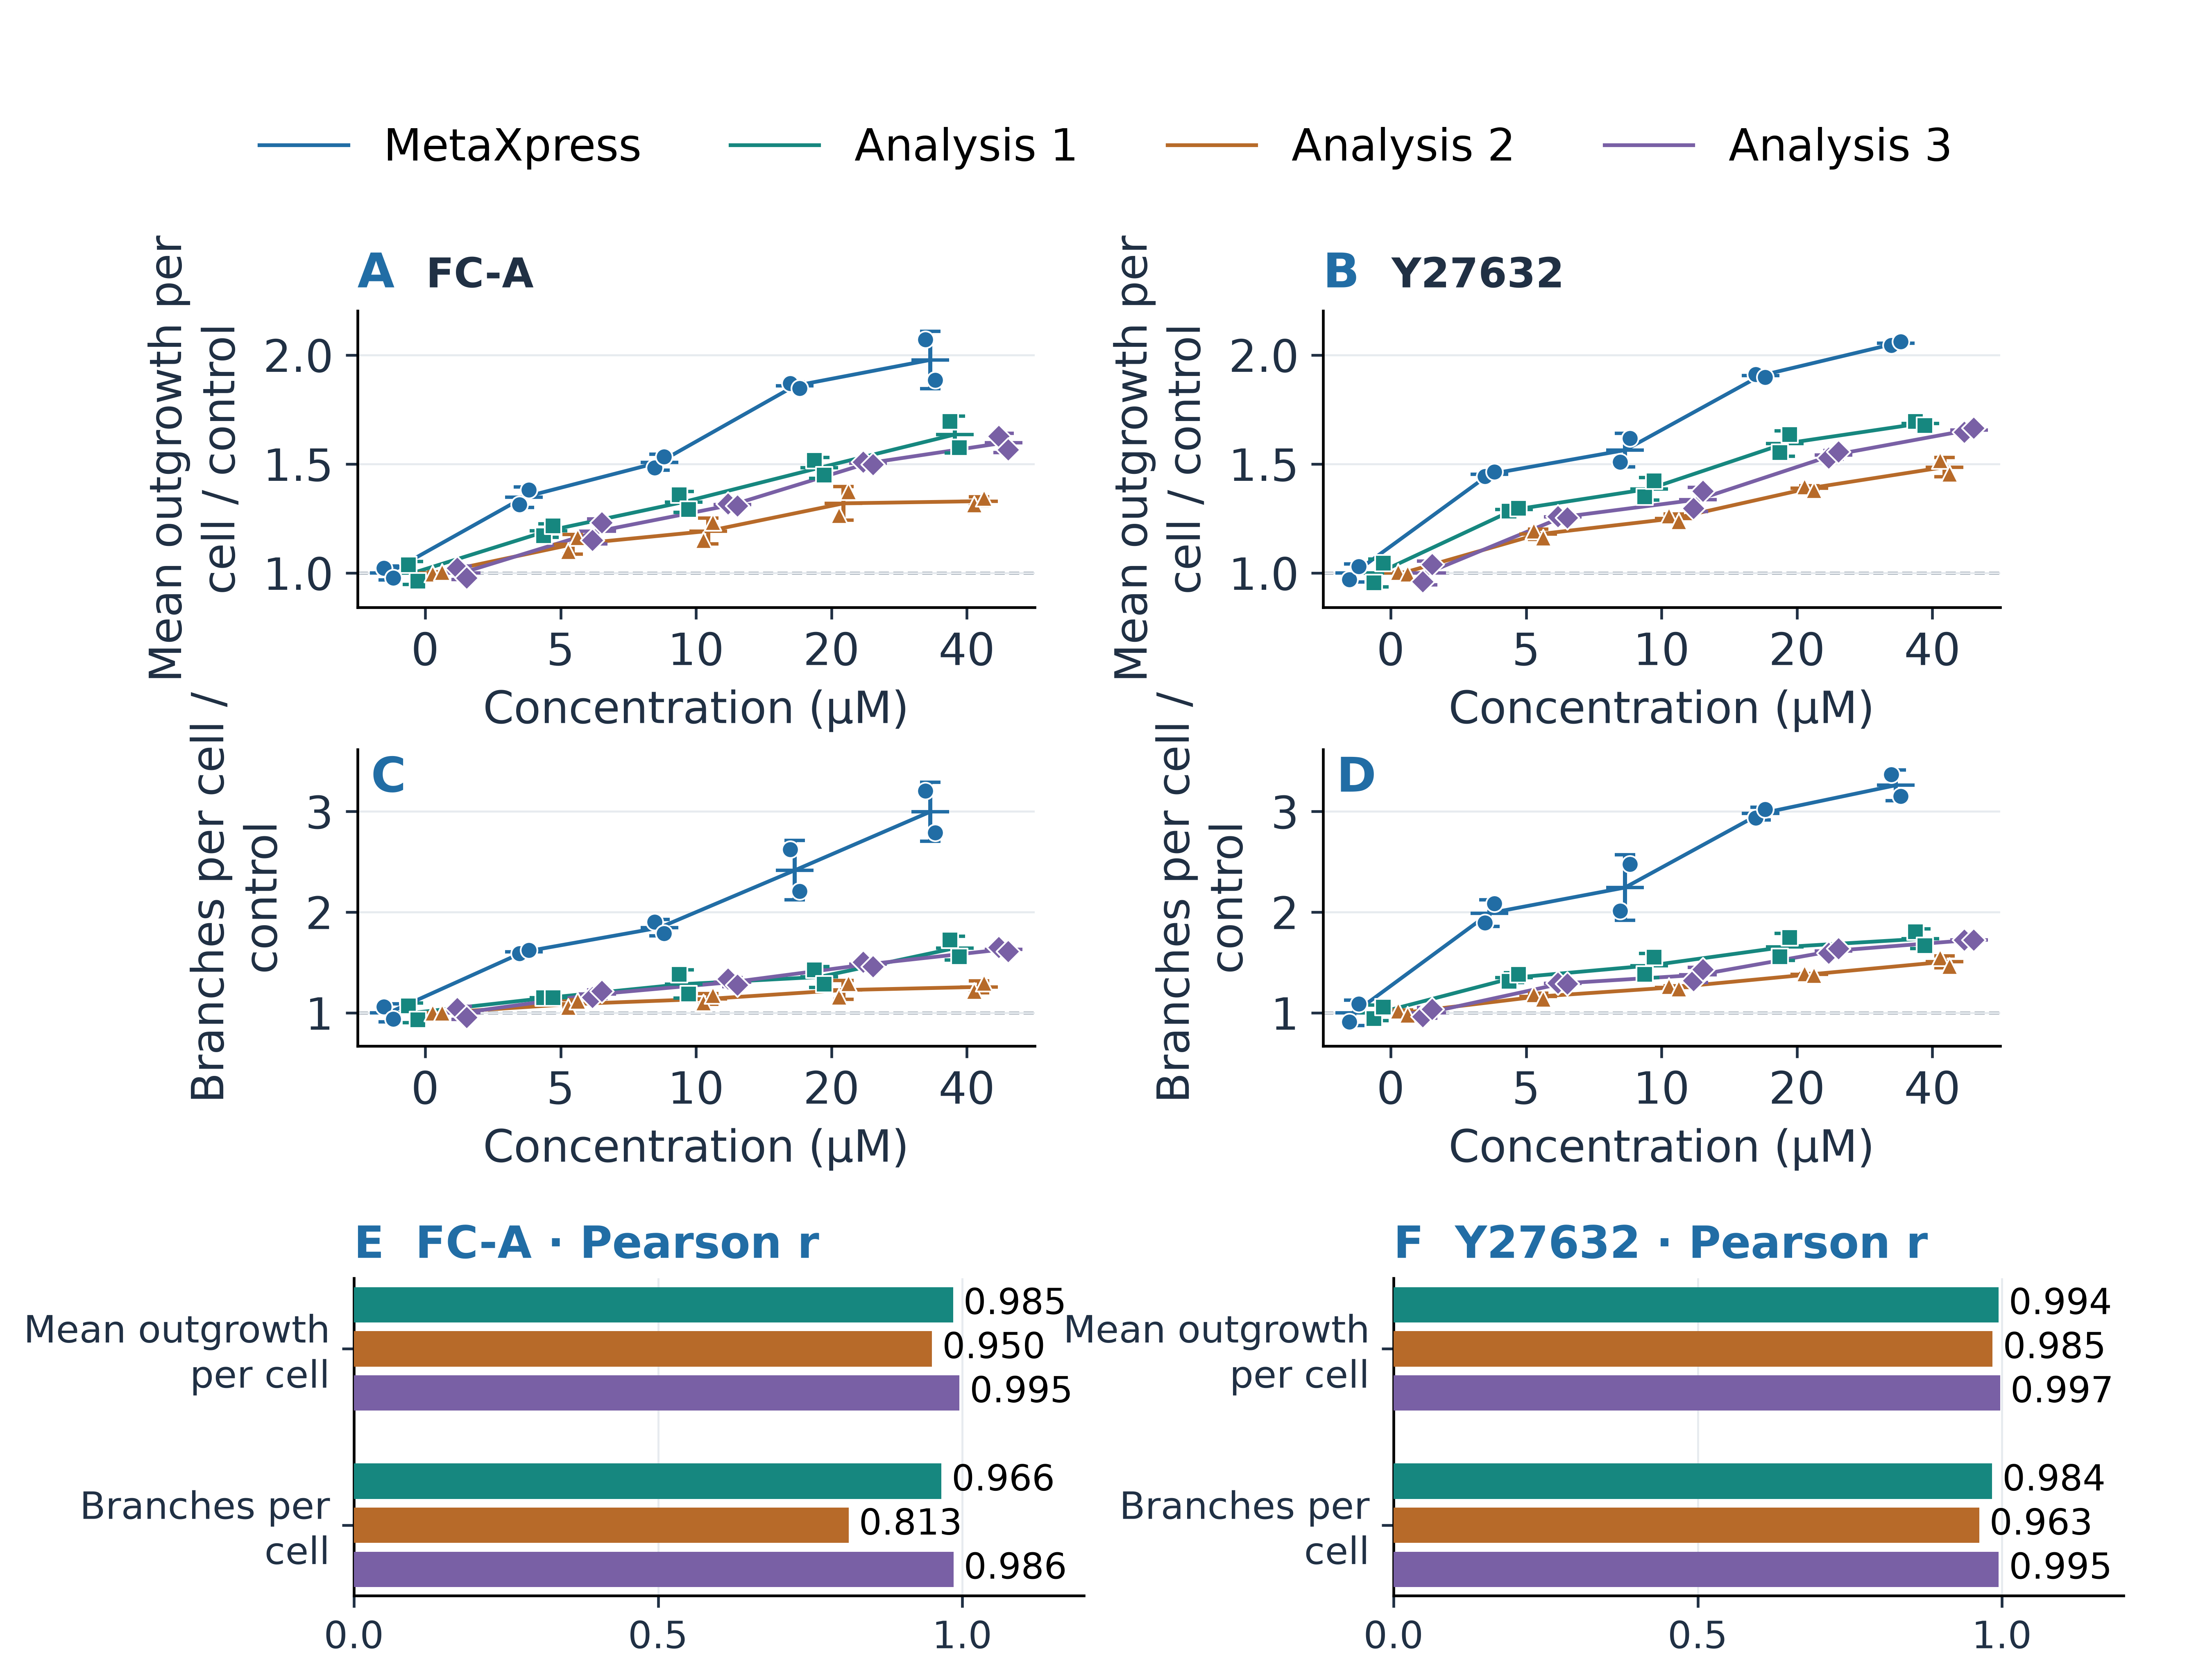 MetaXpress
Analysis 1
Analysis 2
Analysis 3
A FC-A
Mean outgrowth per
cell / control
2.0
1.5
1.0
0 5 10 20 40
Concentration (µM)
B Y27632
Mean outgrowth per
cell / control
2.0
1.5
1.0
0 5 10 20 40
Concentration (µM)
C
Branches per cell /
control
3
2
1
0 5 10 20 40
Concentration (µM)
D
Branches per cell /
control
3
2
1
0 5 10 20 40
Concentration (µM)
E FC-A · Pearson r
Mean outgrowth
per cell
0.985
0.950
0.995
Branches per
cell
0.966
0.813
0.986
0.0 0.5 1.0
F Y27632 · Pearson r
Mean outgrowth
per cell
0.994
0.985
0.997
Branches per
cell
0.984
0.963
0.995
0.0 0.5 1.0